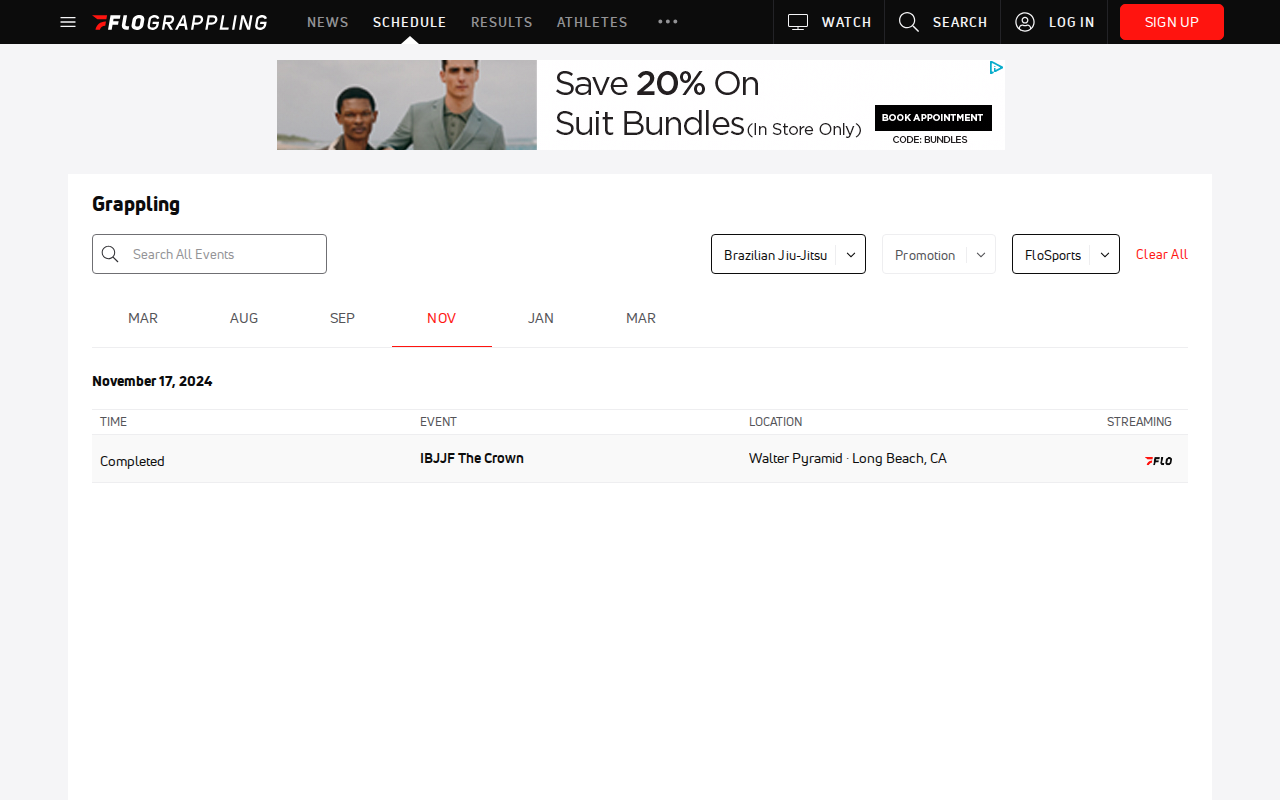 FLOGRAPPLING NEWS SCHEDULE RESULTS ATHLETES ••• WATCH SEARCH LOG IN SIGN UP
Save 20% On
Suit Bundles (In Store Only)
BOOK APPOINTMENT
CODE: BUNDLES
Grappling
Search All Events Brazilian Jiu-Jitsu Promotion FloSports Clear All
MAR AUG SEP NOV JAN MAR
November 17, 2024
TIME EVENT LOCATION STREAMING
Completed IBJJF The Crown Walter Pyramid · Long Beach, CA FLO